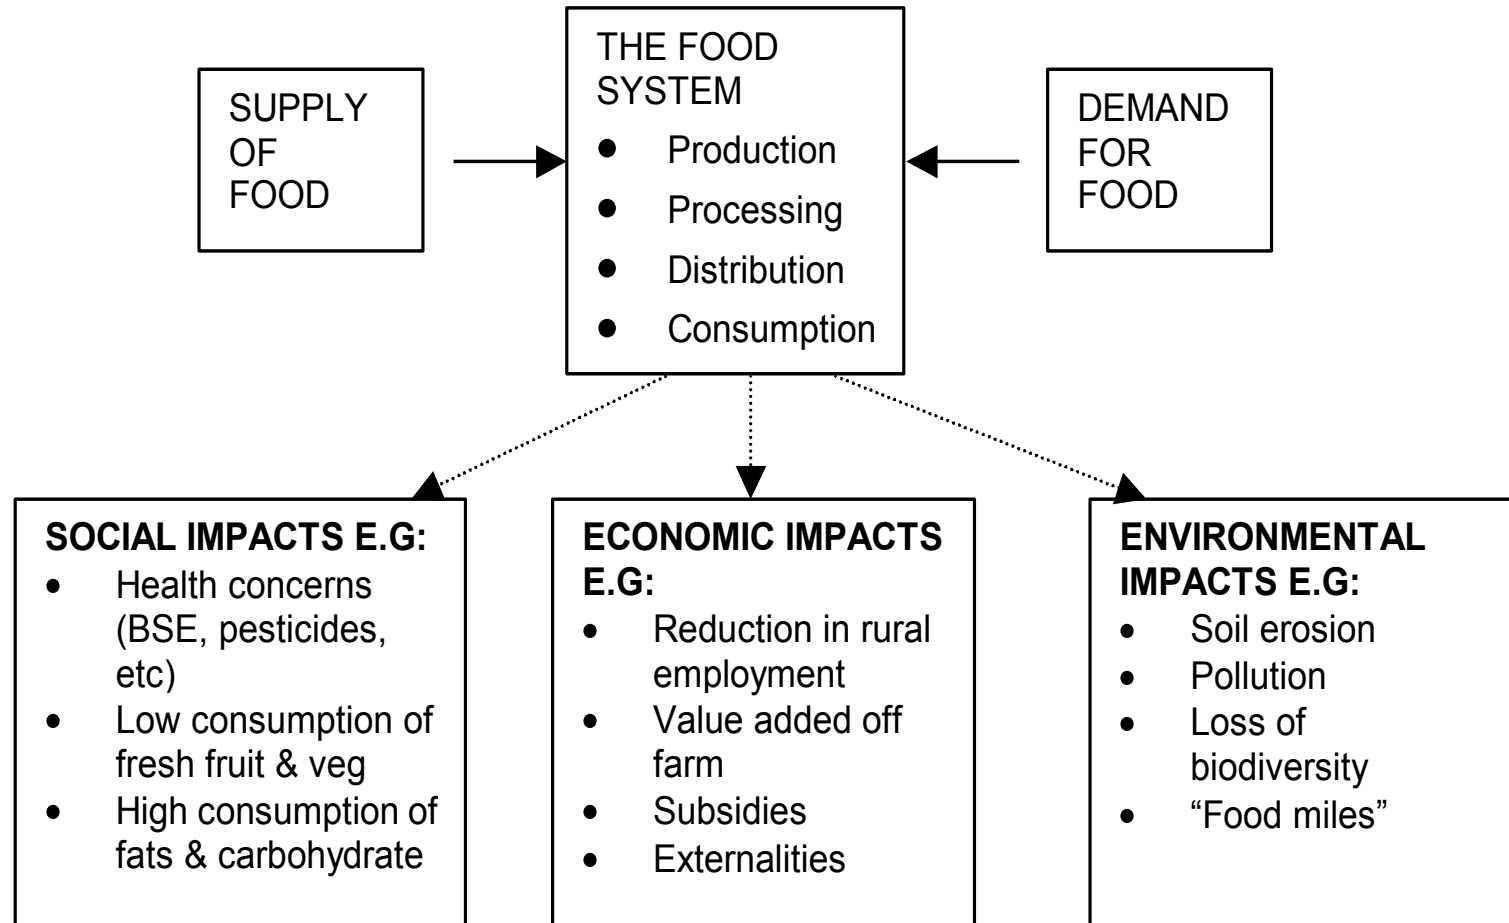 SUPPLY
OF
FOOD
THE FOOD
SYSTEM
● Production
● Processing
● Distribution
● Consumption
DEMAND
FOR
FOOD
SOCIAL IMPACTS E.G:
● Health concerns
(BSE, pesticides,
etc)
● Low consumption of
fresh fruit & veg
● High consumption of
fats & carbohydrate
ECONOMIC IMPACTS
E.G:
● Reduction in rural
employment
● Value added off
farm
● Subsidies
● Externalities
ENVIRONMENTAL
IMPACTS E.G:
● Soil erosion
● Pollution
● Loss of
biodiversity
● “Food miles”